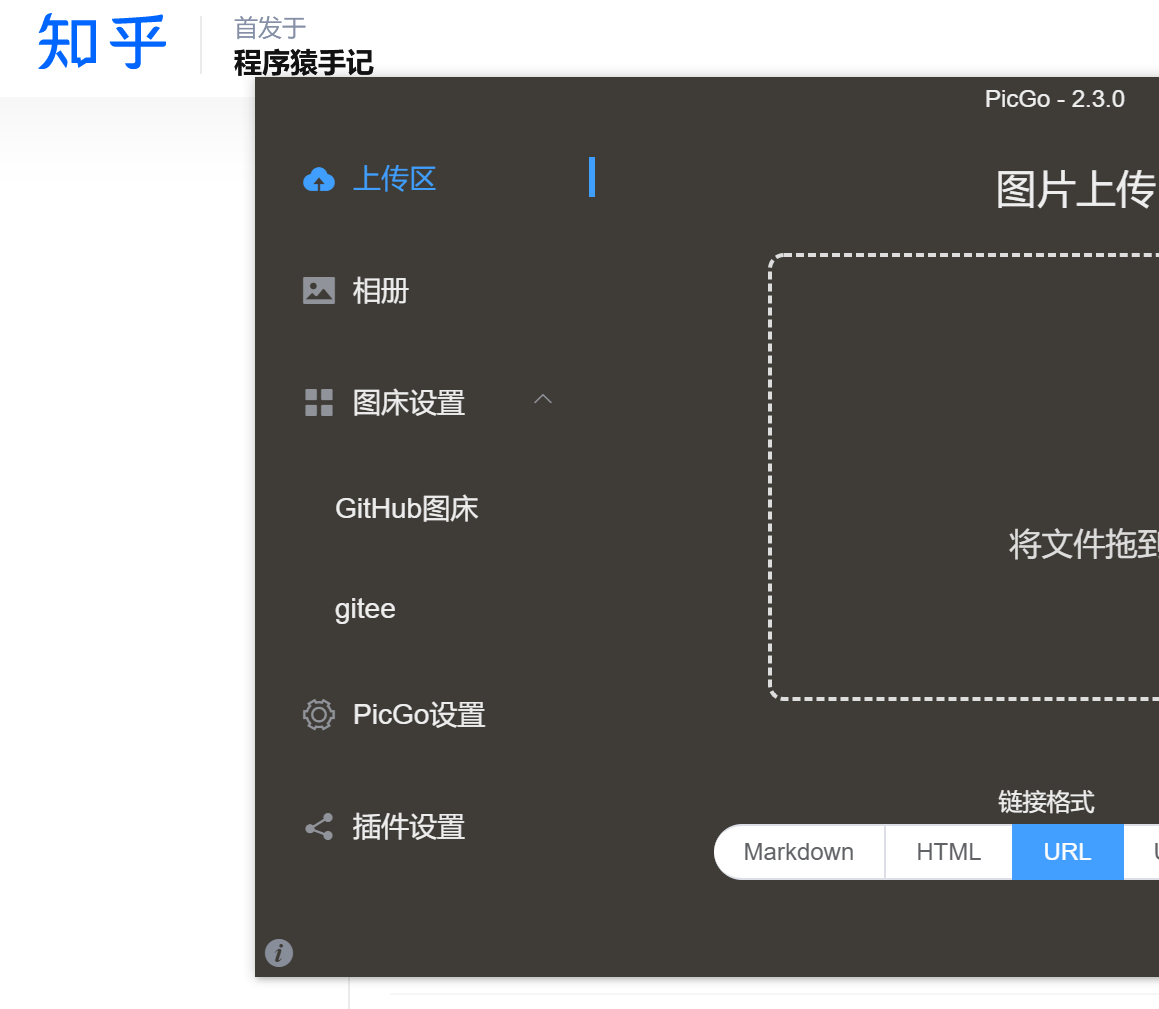 知乎
首发于
程序猿手记
PicGo - 2.3.0
上传区
图片上传
相册
图床设置
GitHub图床
将文件拖到
gitee
PicGo设置
链接格式
插件设置
Markdown
HTML
URL